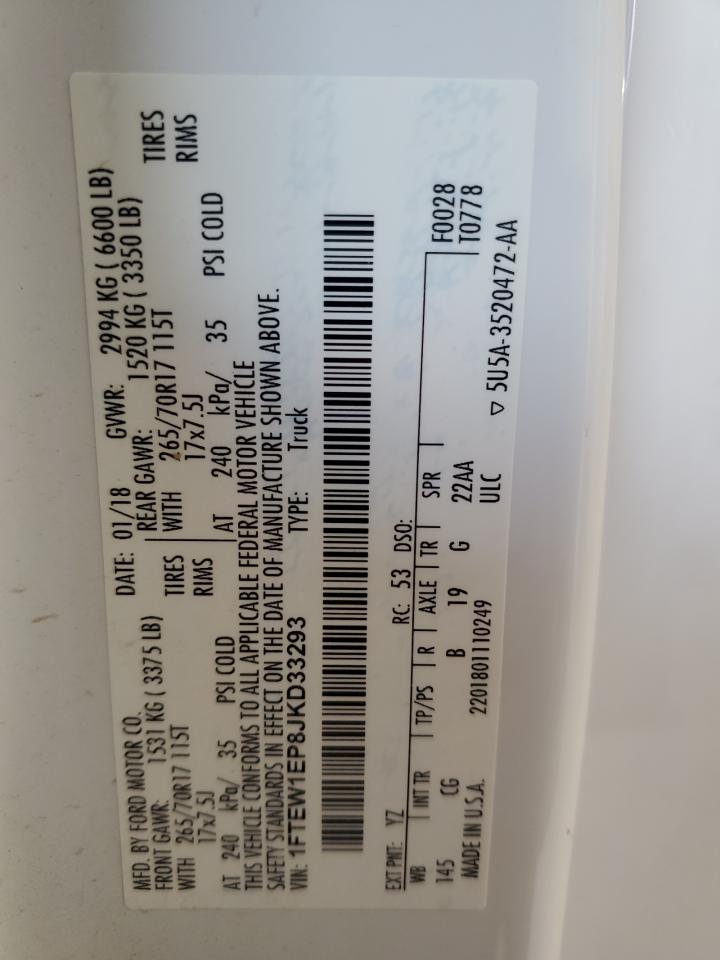 MFD. BY FORD MOTOR CO. DATE: 01/18 GVWR: 2994 KG ( 6600 LB)
FRONT GAWR: 1531 KG ( 3375 LB) REAR GAWR: 1520 KG ( 3350 LB)
WITH 265/70R17 115T TIRES WITH 265/70R17 115T TIRES
17x7.5J RIMS 17x7.5J RIMS
AT 240 kPa/ 35 PSI COLD AT 240 kPa/ 35 PSI COLD
THIS VEHICLE CONFORMS TO ALL APPLICABLE FEDERAL MOTOR VEHICLE
SAFETY STANDARDS IN EFFECT ON THE DATE OF MANUFACTURE SHOWN ABOVE.
VIN: 1FTEW1EP8JKD33293 TYPE: Truck
EXT PNT: YZ RC: 53 DSO:
WB INT TR TP/PS R AXLE TR SPR F0028
145 CG B 19 G 22AA T0778
MADE IN U.S.A. 2201801110249 ULC ▽ 5U5A-3520472-AA